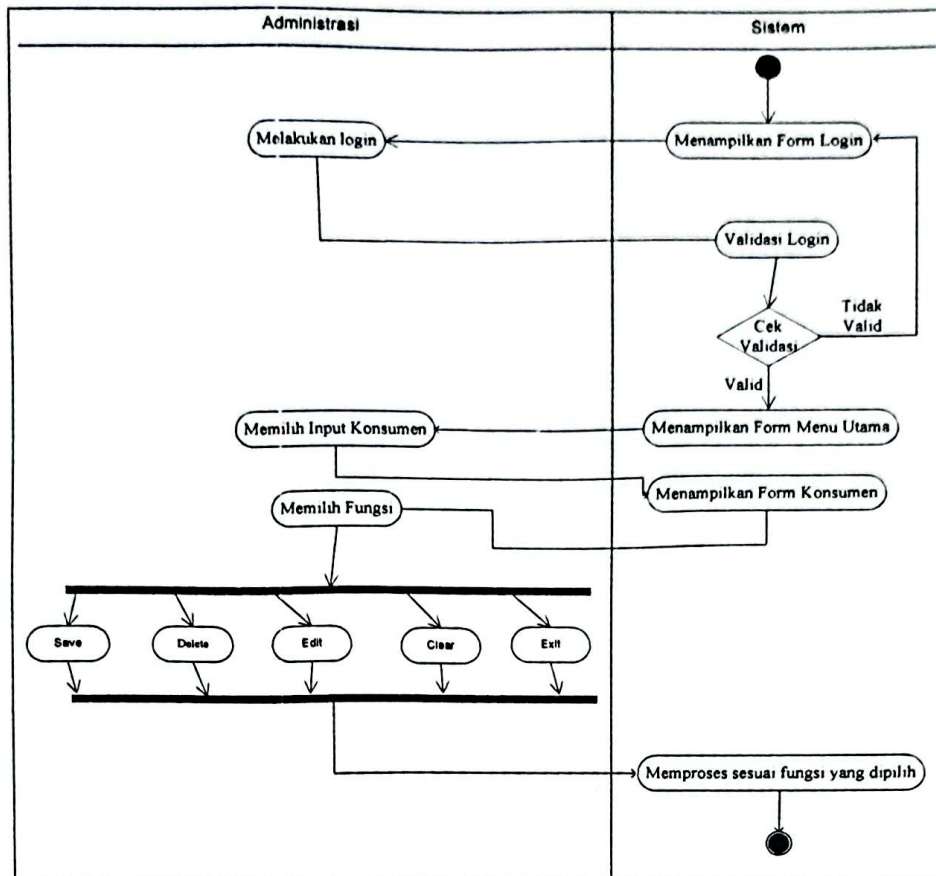 Administrasi
Sistem
Melakukan login
Menampilkan Form Login
Validasi Login
Tidak
Valid
Cek
Validasi
Valid
Memilih Input Konsumen
Menampilkan Form Menu Utama
Menampilkan Form Konsumen
Memilih Fungsi
Save
Delete
Edit
Clear
Exit
Memproses sesuai fungsi yang dipilih